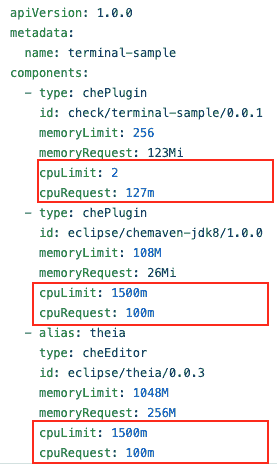 apiVersion: 1.0.0
metadata:
  name: terminal-sample
components:
  - type: chePlugin
    id: check/terminal-sample/0.0.1
    memoryLimit: 256
    memoryRequest: 123Mi
    cpuLimit: 2
    cpuRequest: 127m
  - type: chePlugin
    id: eclipse/chemaven-jdk8/1.0.0
    memoryLimit: 108M
    memoryRequest: 26Mi
    cpuLimit: 1500m
    cpuRequest: 100m
  - alias: theia
    type: cheEditor
    id: eclipse/theia/0.0.3
    memoryLimit: 1048M
    memoryRequest: 256M
    cpuLimit: 1500m
    cpuRequest: 100m